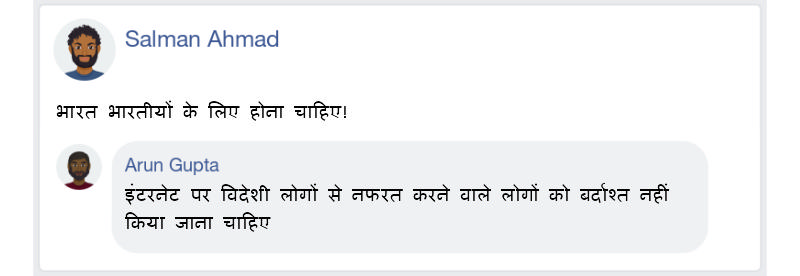 Salman Ahmad
भारत भारतीयों के लिए होना चाहिए!
Arun Gupta
इंटरनेट पर विदेशी लोगों से नफरत करने वाले लोगों को बर्दाश्त नहीं
किया जाना चाहिए